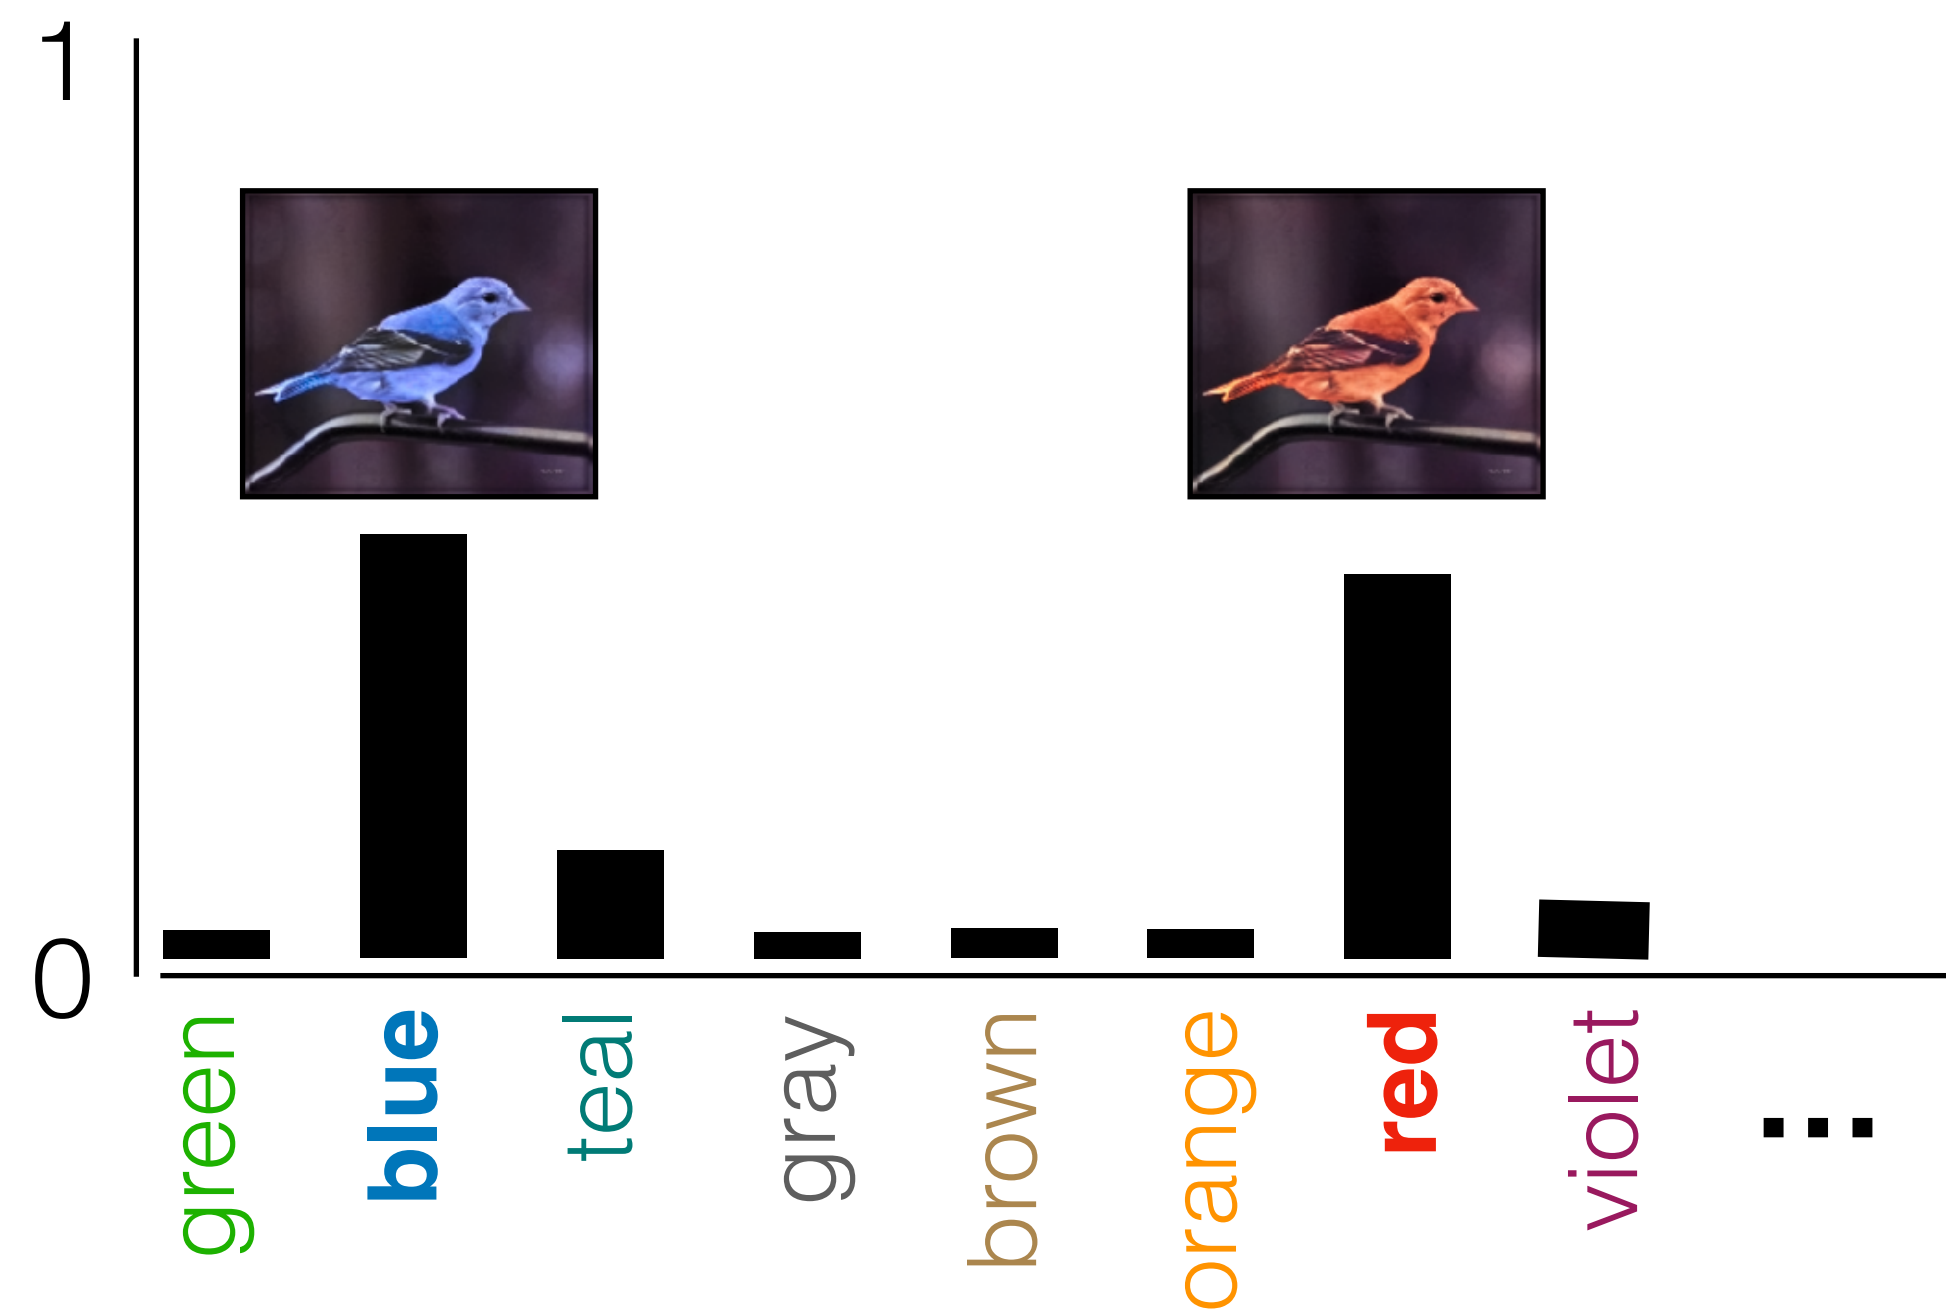 1
0
green
blue
teal
gray
brown
orange
red
violet
...